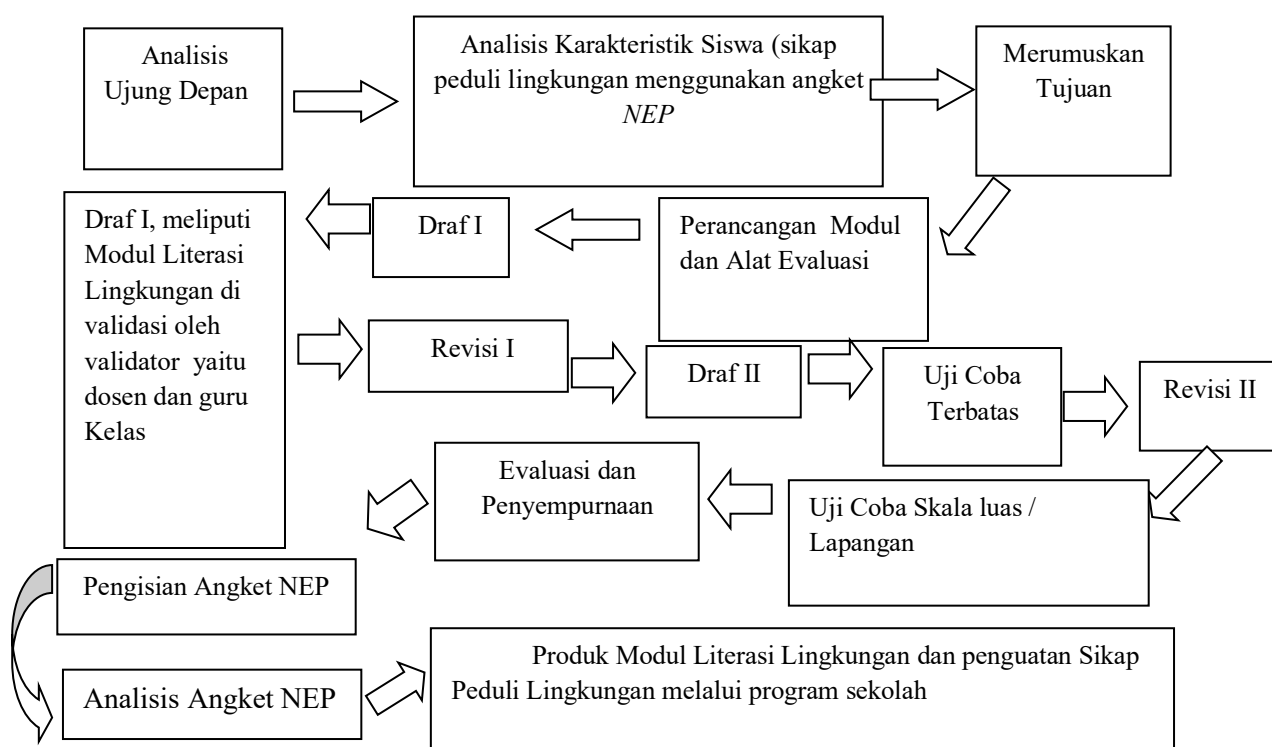 Analisis
Ujung Depan
Analisis Karakteristik Siswa (sikap
peduli lingkungan menggunakan angket
NEP
Merumuskan
Tujuan
Perancangan Modul
dan Alat Evaluasi
Draf I
Draf I, meliputi
Modul Literasi
Lingkungan di
validasi oleh
validator yaitu
dosen dan guru
Kelas
Revisi I
Draf II
Uji Coba
Terbatas
Revisi II
Uji Coba Skala luas /
Lapangan
Evaluasi dan
Penyempurnaan
Pengisian Angket NEP
Analisis Angket NEP
Produk Modul Literasi Lingkungan dan penguatan Sikap
Peduli Lingkungan melalui program sekolah